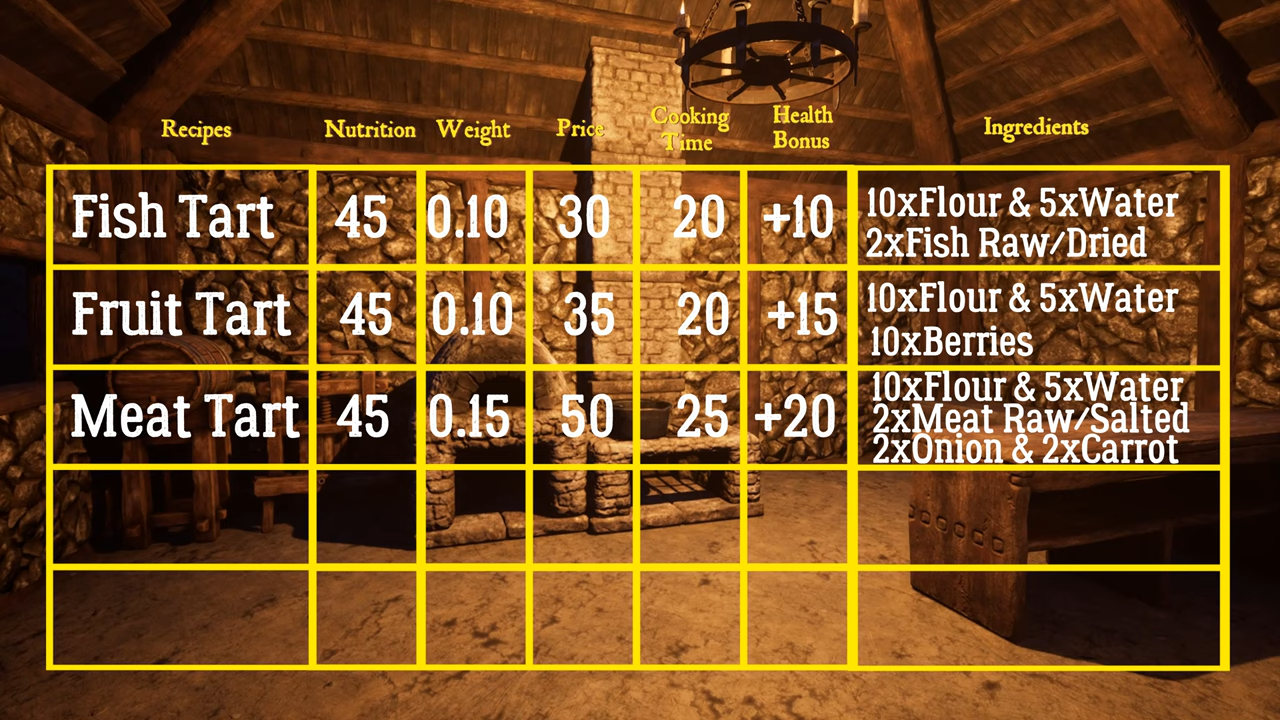 Recipes Nutrition Weight Price Cooking Time Health Bonus Ingredients
Fish Tart 45 0.10 30 20 +10 10xFlour & 5xWater
2xFish Raw/Dried
Fruit Tart 45 0.10 35 20 +15 10xFlour & 5xWater
10xBerries
Meat Tart 45 0.15 50 25 +20 10xFlour & 5xWater
2xMeat Raw/Salted
2xOnion & 2xCarrot